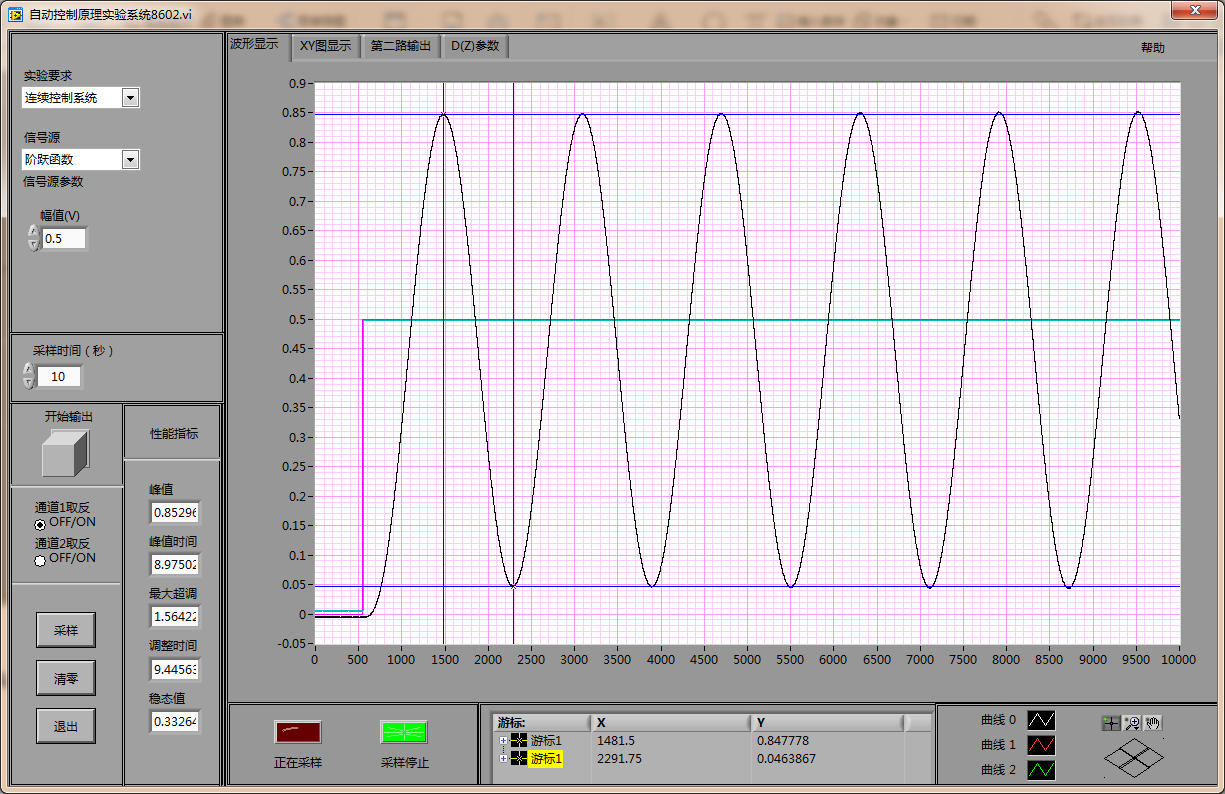 自动控制原理实验系统8602.vi
波形显示 XY图显示 第二路输出 D(Z)参数 帮助
实验要求
连续控制系统
信号源
阶跃函数
信号源参数
幅值(V)
0.5
采样时间（秒）
10
开始输出
通道1取反
OFF/ON
通道2取反
OFF/ON
采样
清零
退出
性能指标
峰值
0.85296
峰值时间
8.97502
最大超调
1.56422
调整时间
9.44563
稳态值
0.33264
0.9
0.85
0.8
0.75
0.7
0.65
0.6
0.55
0.5
0.45
0.4
0.35
0.3
0.25
0.2
0.15
0.1
0.05
0
-0.05
0 500 1000 1500 2000 2500 3000 3500 4000 4500 5000 5500 6000 6500 7000 7500 8000 8500 9000 9500 10000
正在采样 采样停止
游标: X Y
游标1 1481.5 0.847778
游标1 2291.75 0.0463867
曲线 0
曲线 1
曲线 2